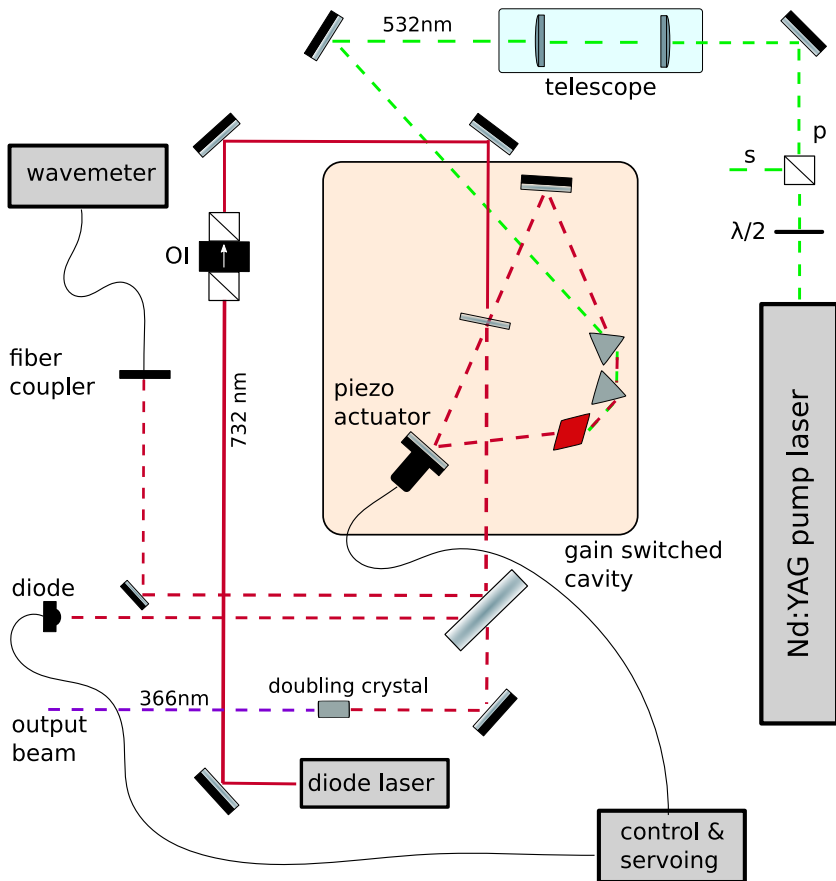 532nm
telescope
p
s
λ/2
wavemeter
OI
fiber
coupler
piezo
actuator
732 nm
Nd:YAG pump laser
gain switched
cavity
diode
doubling crystal
366nm
output
beam
diode laser
control &
servoing